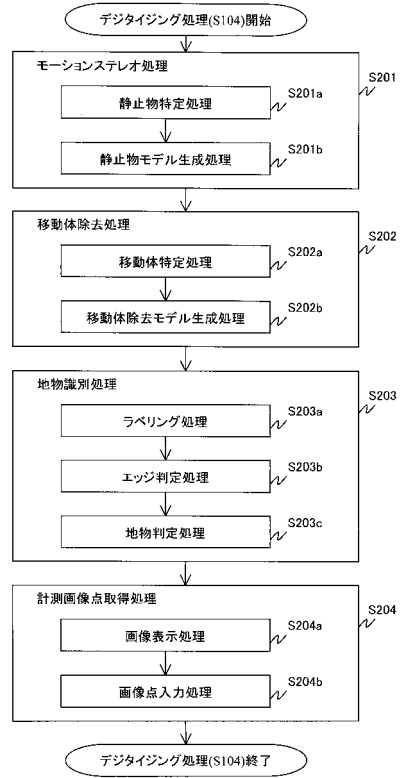 デジタイジング処理(S104)開始
モーションステレオ処理
S201
静止物特定処理
S201a
静止物モデル生成処理
S201b
移動体除去処理
S202
移動体特定処理
S202a
移動体除去モデル生成処理
S202b
地物識別処理
S203
ラベリング処理
S203a
エッジ判定処理
S203b
地物判定処理
S203c
計測画像点取得処理
S204
画像表示処理
S204a
画像点入力処理
S204b
デジタイジング処理(S104)終了